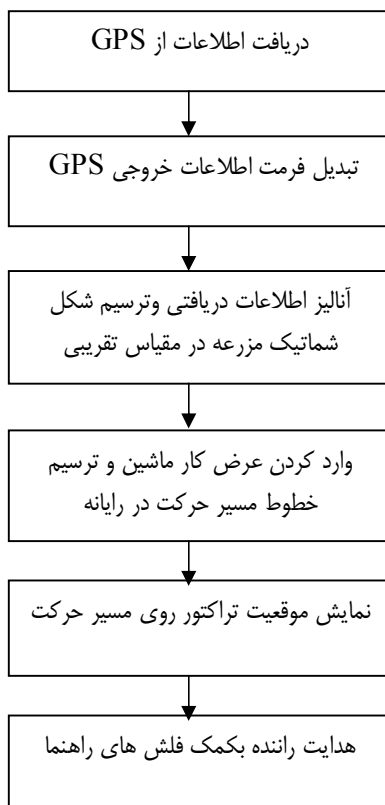 دریافت اطلاعات از GPS
تبدیل فرمت اطلاعات خروجی GPS
آنالیز اطلاعات دریافتی وترسیم شکل
شماتیک مزرعه در مقیاس تقریبی
وارد کردن عرض کار ماشین و ترسیم
خطوط مسیر حرکت در رایانه
نمایش موقعیت تراکتور روی مسیر حرکت
هدایت راننده بکمک فلش های راهنما